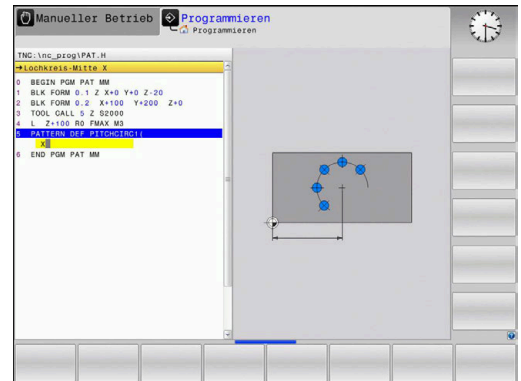 Manueller Betrieb
Programmieren
Programmieren
TNC:\nc_prog\PAT.H
→Lochkreis-Mitte X
0 BEGIN PGM PAT MM
1 BLK FORM 0.1 Z X+0 Y+0 Z-20
2 BLK FORM 0.2 X+100 Y+200 Z+0
3 TOOL CALL 5 Z S2000
4 L Z+100 R0 FMAX M3
5 PATTERN DEF PITCHCIRC1(
X
6 END PGM PAT MM